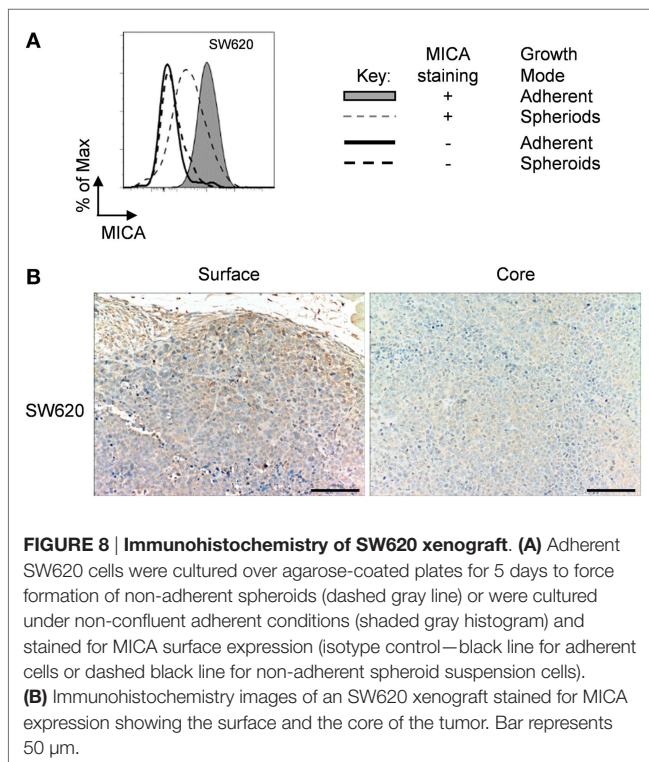 A
SW620
% of Max
MICA
MICA Growth
Key: staining Mode
+ Adherent
+ Spheriods
- Adherent
- Spheroids
B
Surface Core
SW620
FIGURE 8 | Immunohistochemistry of SW620 xenograft. (A) Adherent
SW620 cells were cultured over agarose-coated plates for 5 days to force
formation of non-adherent spheroids (dashed gray line) or were cultured
under non-confluent adherent conditions (shaded gray histogram) and
stained for MICA surface expression (isotype control—black line for adherent
cells or dashed black line for non-adherent spheroid suspension cells).
(B) Immunohistochemistry images of an SW620 xenograft stained for MICA
expression showing the surface and the core of the tumor. Bar represents
50 µm.